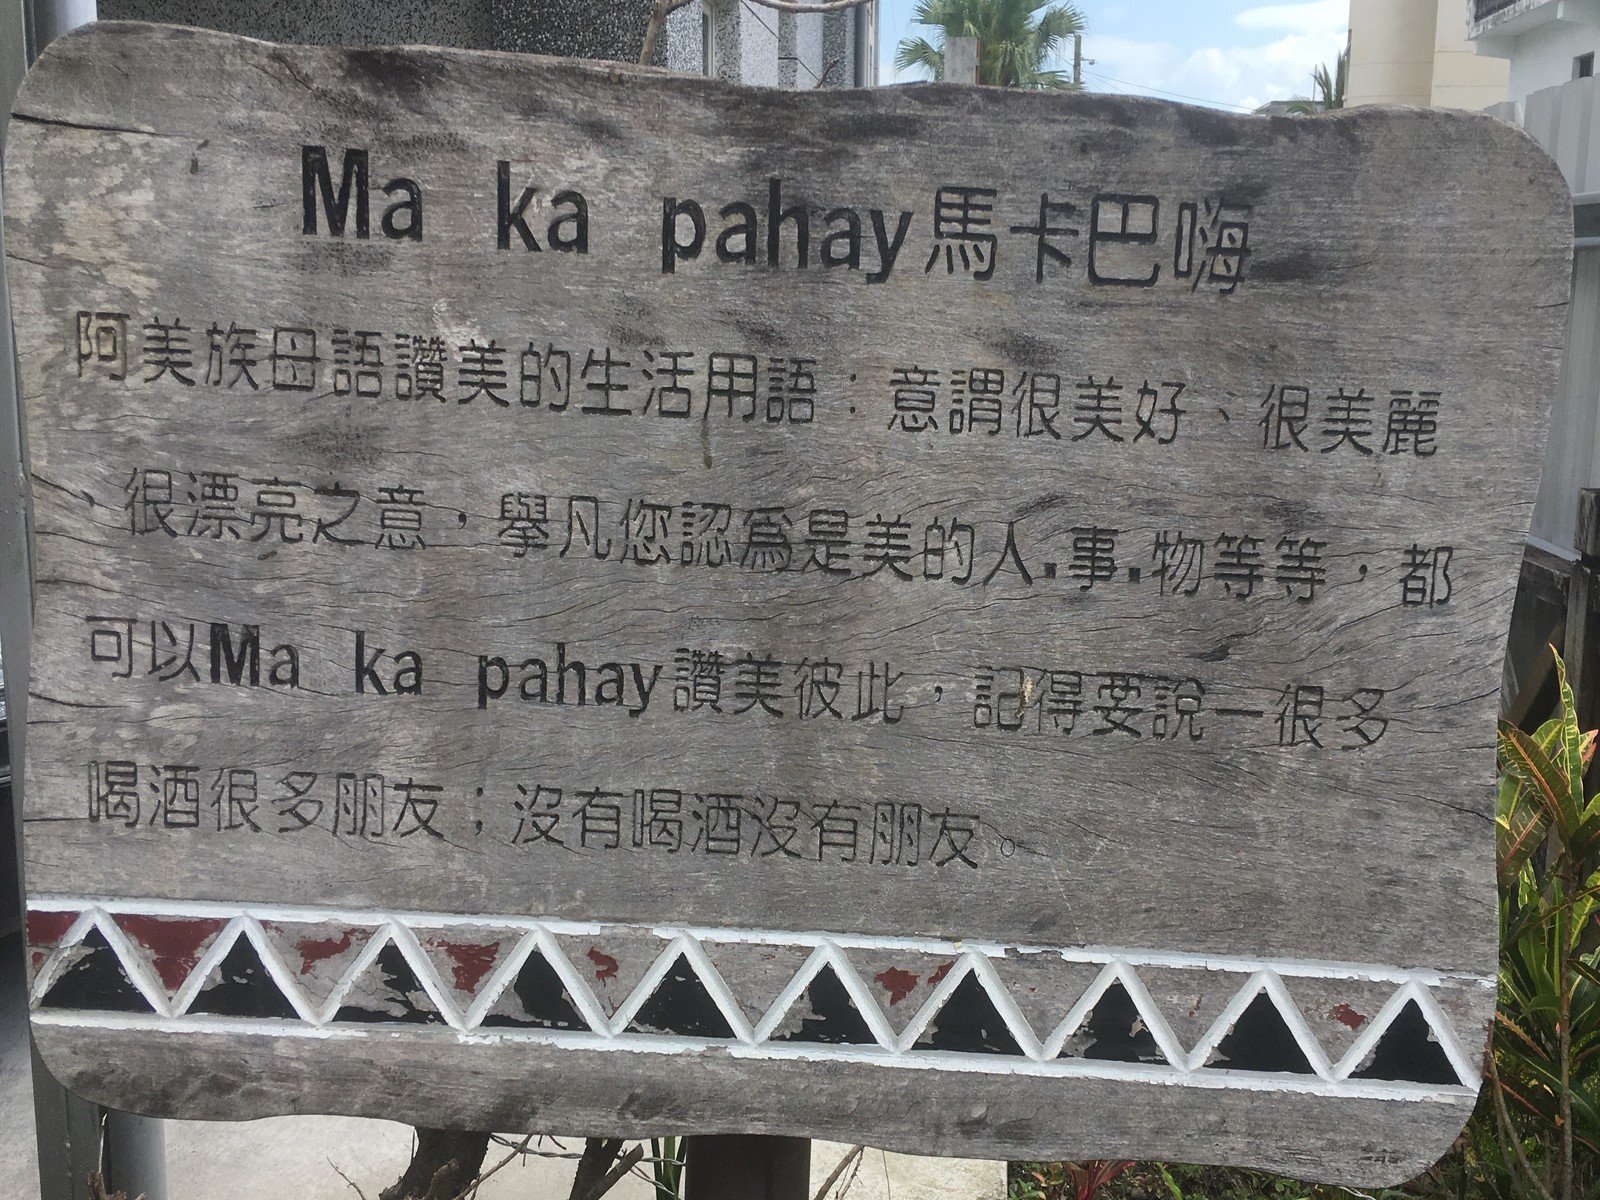 Ma ka pahay馬卡巴嗨
阿美族母語讚美的生活用語：意謂很美好、很美麗
、很漂亮之意，舉凡您認為是美的人.事.物等等，都
可以Ma ka pahay讚美彼此，記得要說一很多
喝酒很多朋友；沒有喝酒沒有朋友。